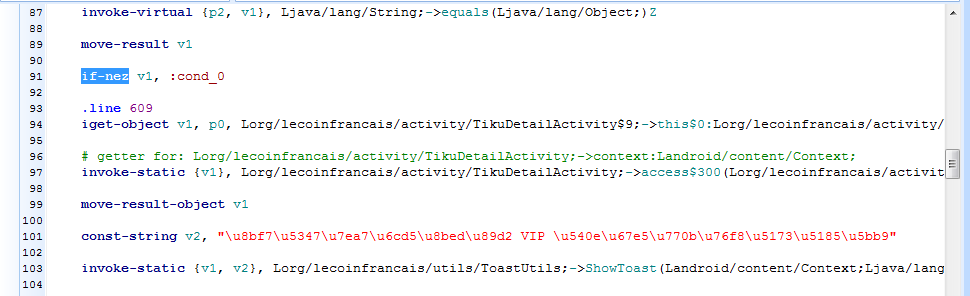 87 invoke-virtual {p2, v1}, Ljava/lang/String;->equals(Ljava/lang/Object;)Z
88
89 move-result v1
90
91 if-nez v1, :cond_0
92
93 .line 609
94 iget-object v1, p0, Lorg/lecoinfrancais/activity/TikuDetailActivity$9;->this$0:Lorg/lecoinfrancais/activity/
95
96 # getter for: Lorg/lecoinfrancais/activity/TikuDetailActivity;->context:Landroid/content/Context;
97 invoke-static {v1}, Lorg/lecoinfrancais/activity/TikuDetailActivity;->access$300(Lorg/lecoinfrancais/activit
98
99 move-result-object v1
100
101 const-string v2, "\u8bf7\u5347\u7ea7\u6cd5\u8bed\u89d2 VIP \u540e\u67e5\u770b\u76f8\u5173\u5185\u5bb9"
102
103 invoke-static {v1, v2}, Lorg/lecoinfrancais/utils/ToastUtils;->ShowToast(Landroid/content/Context;Ljava/lang
104